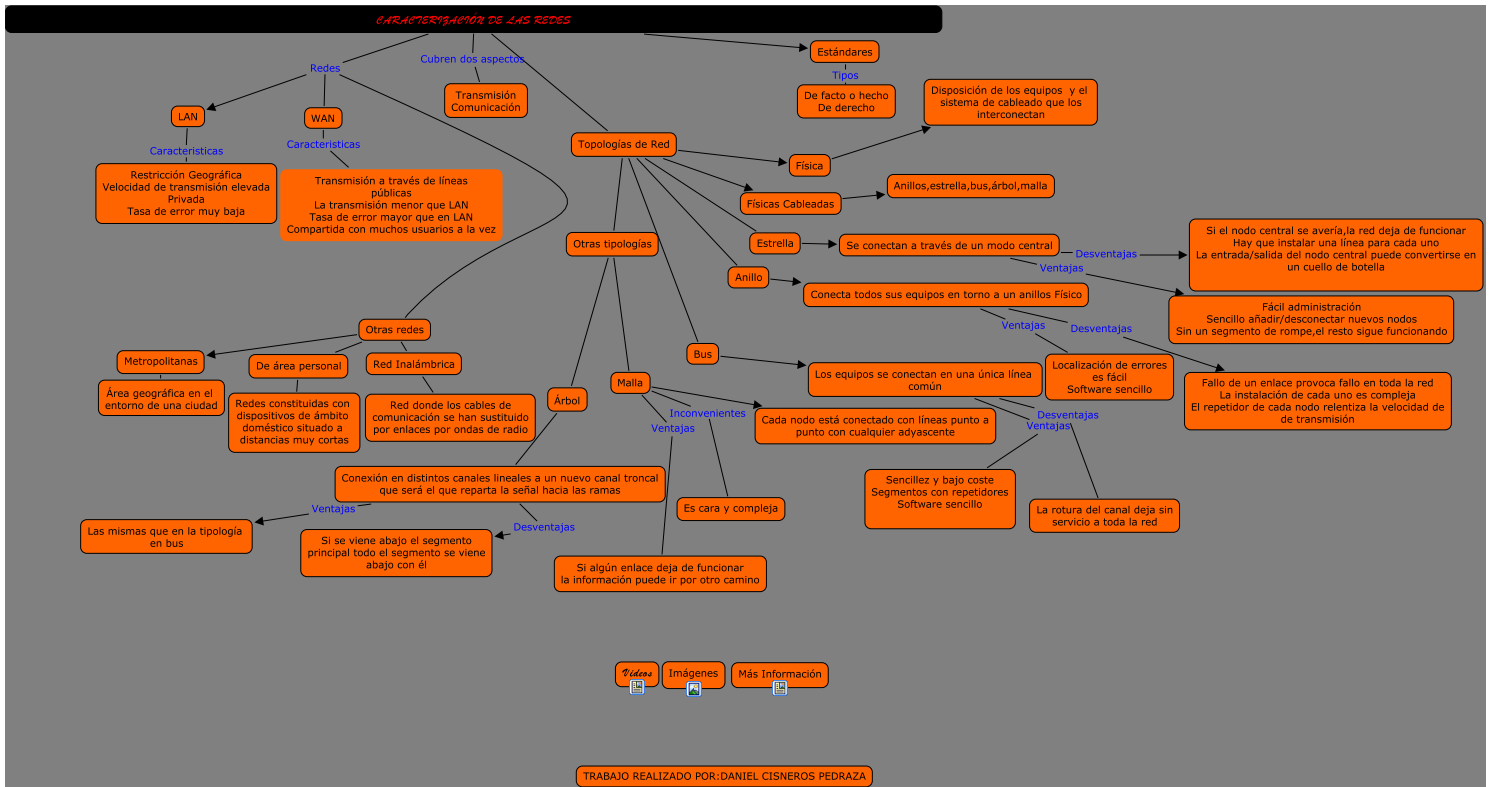 CARACTERIZACIÓN DE LAS REDES
Redes
LAN
Caracteristicas
Restricción Geográfica
Velocidad de transmisión elevada
Privada
Tasa de error muy baja
WAN
Caracteristicas
Transmisión a través de líneas
públicas
La transmisión menor que LAN
Tasa de error mayor que en LAN
Compartida con muchos usuarios a la vez
Cubren dos aspectos
Transmisión
Comunicación
Estándares
Tipos
De facto o hecho
De derecho
Topologías de Red
Física
Disposición de los equipos y el
sistema de cableado que los
interconectan
Físicas Cableadas
Anillos,estrella,bus,árbol,malla
Estrella
Se conectan a través de un modo central
Desventajas
Si el nodo central se avería,la red deja de funcionar
Hay que instalar una línea para cada uno
La entrada/salida del nodo central puede convertirse en
un cuello de botella
Ventajas
Fácil administración
Sencillo añadir/desconectar nuevos nodos
Sin un segmento de rompe,el resto sigue funcionando
Anillo
Conecta todos sus equipos en torno a un anillos Físico
Ventajas
Localización de errores
es fácil
Software sencillo
Desventajas
Fallo de un enlace provoca fallo en toda la red
La instalación de cada uno es compleja
El repetidor de cada nodo relentiza la velocidad de
de transmisión
Bus
Los equipos se conectan en una única línea
común
Desventajas
Ventajas
Sencillez y bajo coste
Segmentos con repetidores
Software sencillo
La rotura del canal deja sin
servicio a toda la red
Otras tipologías
Malla
Cada nodo está conectado con líneas punto a
punto con cualquier adyascente
Inconvenientes
Ventajas
Es cara y compleja
Si algún enlace deja de funcionar
la información puede ir por otro camino
Árbol
Conexión en distintos canales lineales a un nuevo canal troncal
que será el que reparta la señal hacia las ramas
Ventajas
Las mismas que en la tipología
en bus
Desventajas
Si se viene abajo el segmento
principal todo el segmento se viene
abajo con él
Otras redes
Metropolitanas
Área geográfica en el
entorno de una ciudad
De área personal
Redes constituidas con
dispositivos de ámbito
doméstico situado a
distancias muy cortas
Red Inalámbrica
Red donde los cables de
comunicación se han sustituido
por enlaces por ondas de radio
Vídeos
Imágenes
Más Información
TRABAJO REALIZADO POR:DANIEL CISNEROS PEDRAZA